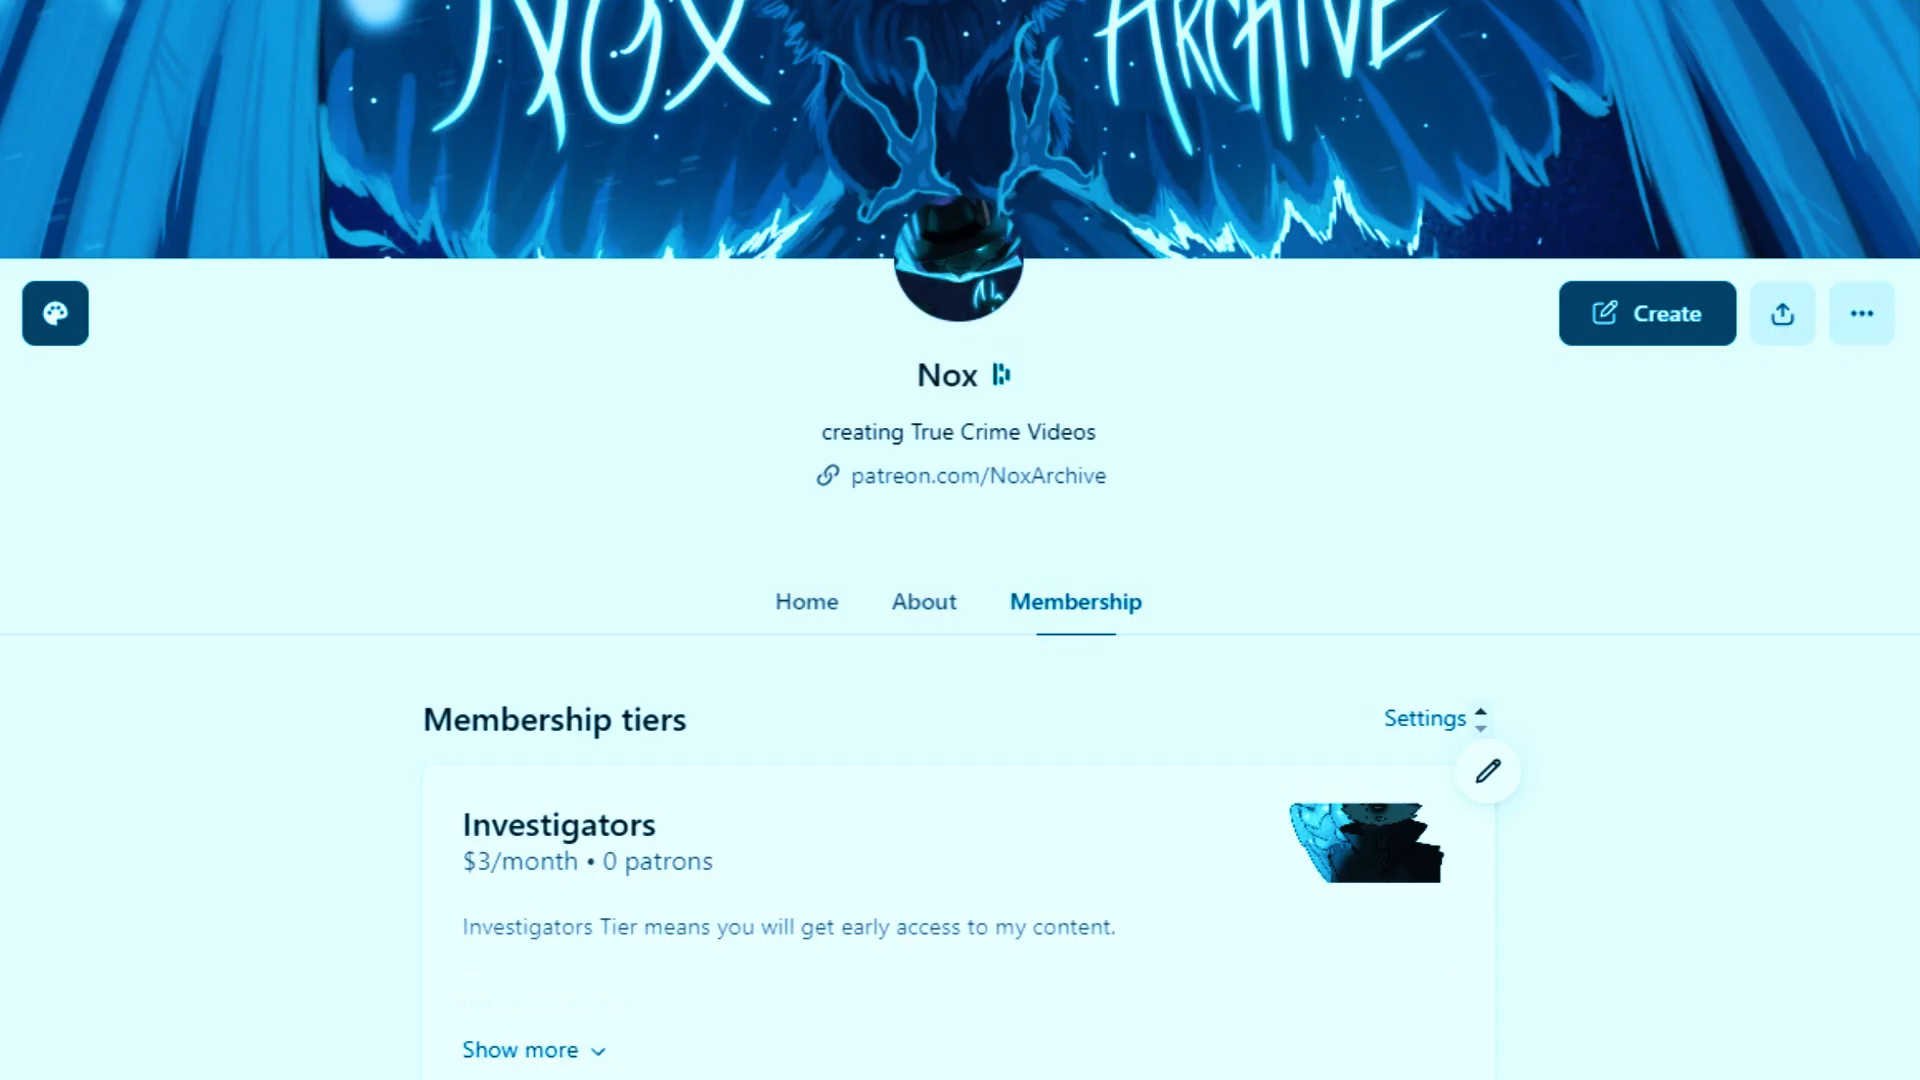 NOX ARCHIVE
Create
Nox
creating True Crime Videos
patreon.com/NoxArchive
Home About Membership
Membership tiers
Settings
Investigators
$3/month • 0 patrons
Investigators Tier means you will get early access to my content.
Show more